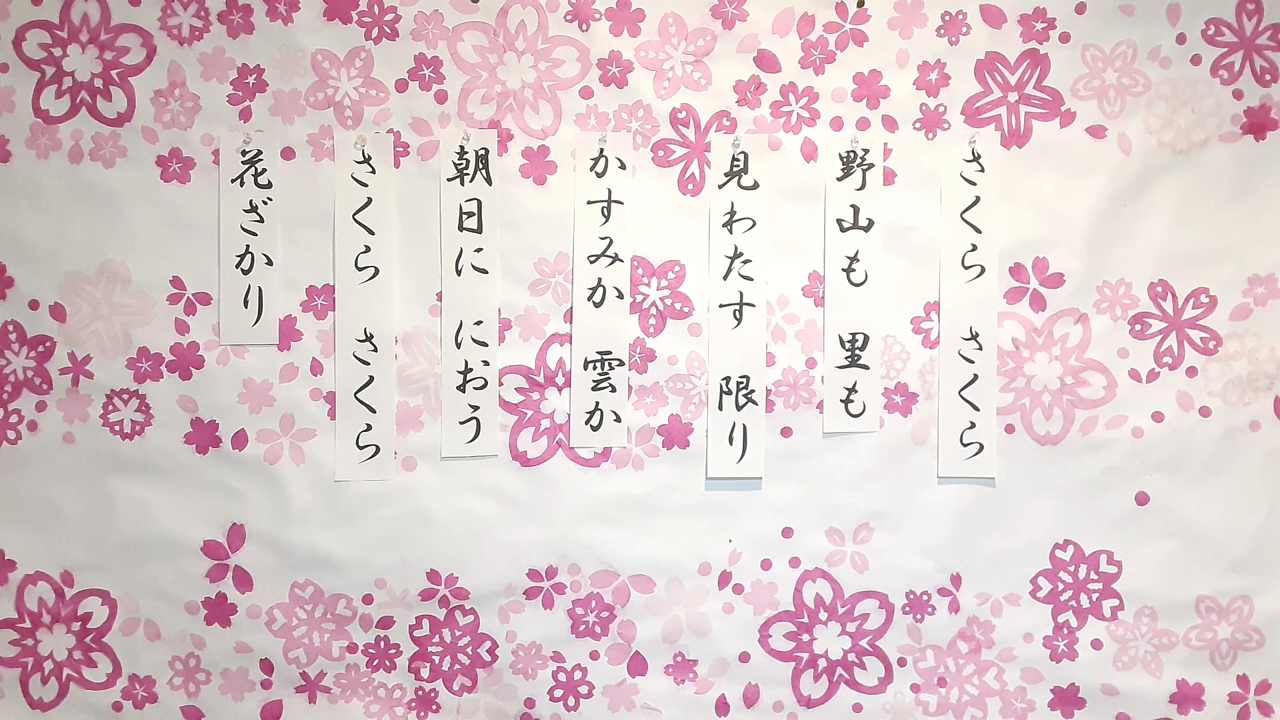 さくら　さくら
野山も　里も
見わたす　限り
かすみか　雲か
朝日に　におう
さくら　さくら
花ざかり